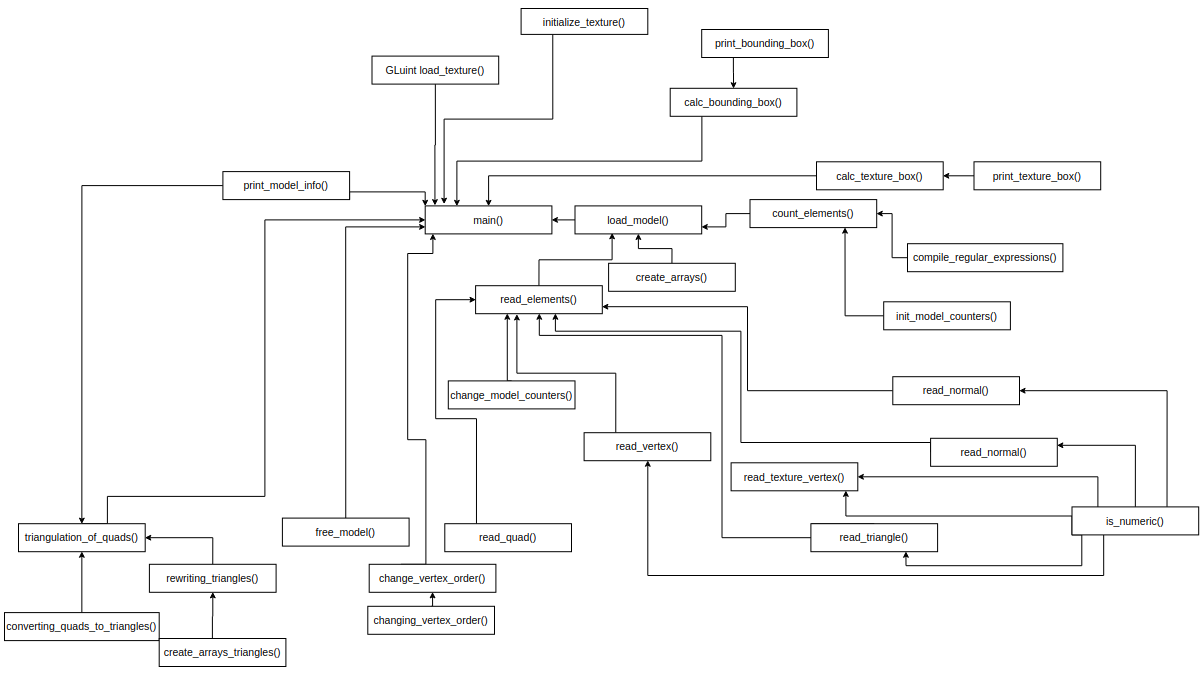 initialize_texture()
print_bounding_box()
GLuint load_texture()
calc_bounding_box()
print_model_info()
calc_texture_box()
print_texture_box()
main()
load_model()
count_elements()
compile_regular_expressions()
create_arrays()
read_elements()
init_model_counters()
change_model_counters()
read_normal()
read_vertex()
read_normal()
read_texture_vertex()
is_numeric()
triangulation_of_quads()
free_model()
read_quad()
read_triangle()
rewriting_triangles()
change_vertex_order()
converting_quads_to_triangles()
changing_vertex_order()
create_arrays_triangles()